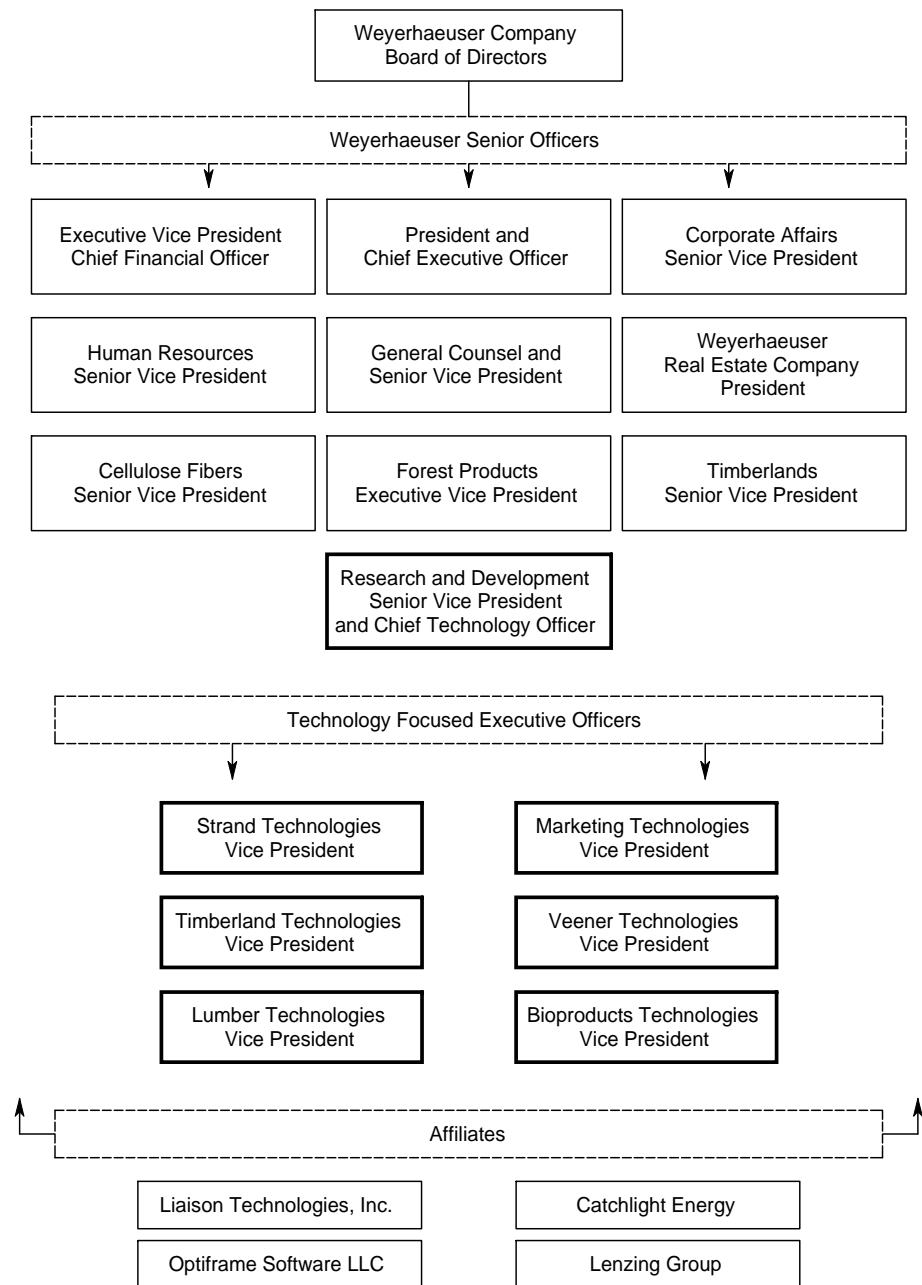 Weyerhaeuser Company
Board of Directors
Weyerhaeuser Senior Officers
Executive Vice President
Chief Financial Officer
President and
Chief Executive Officer
Corporate Affairs
Senior Vice President
Human Resources
Senior Vice President
General Counsel and
Senior Vice President
Weyerhaeuser
Real Estate Company
President
Cellulose Fibers
Senior Vice President
Forest Products
Executive Vice President
Timberlands
Senior Vice President
Research and Development
Senior Vice President
and Chief Technology Officer
Technology Focused Executive Officers
Strand Technologies
Vice President
Marketing Technologies
Vice President
Timberland Technologies
Vice President
Veener Technologies
Vice President
Lumber Technologies
Vice President
Bioproducts Technologies
Vice President
Affiliates
Liaison Technologies, Inc.
Catchlight Energy
Optiframe Software LLC
Lenzing Group